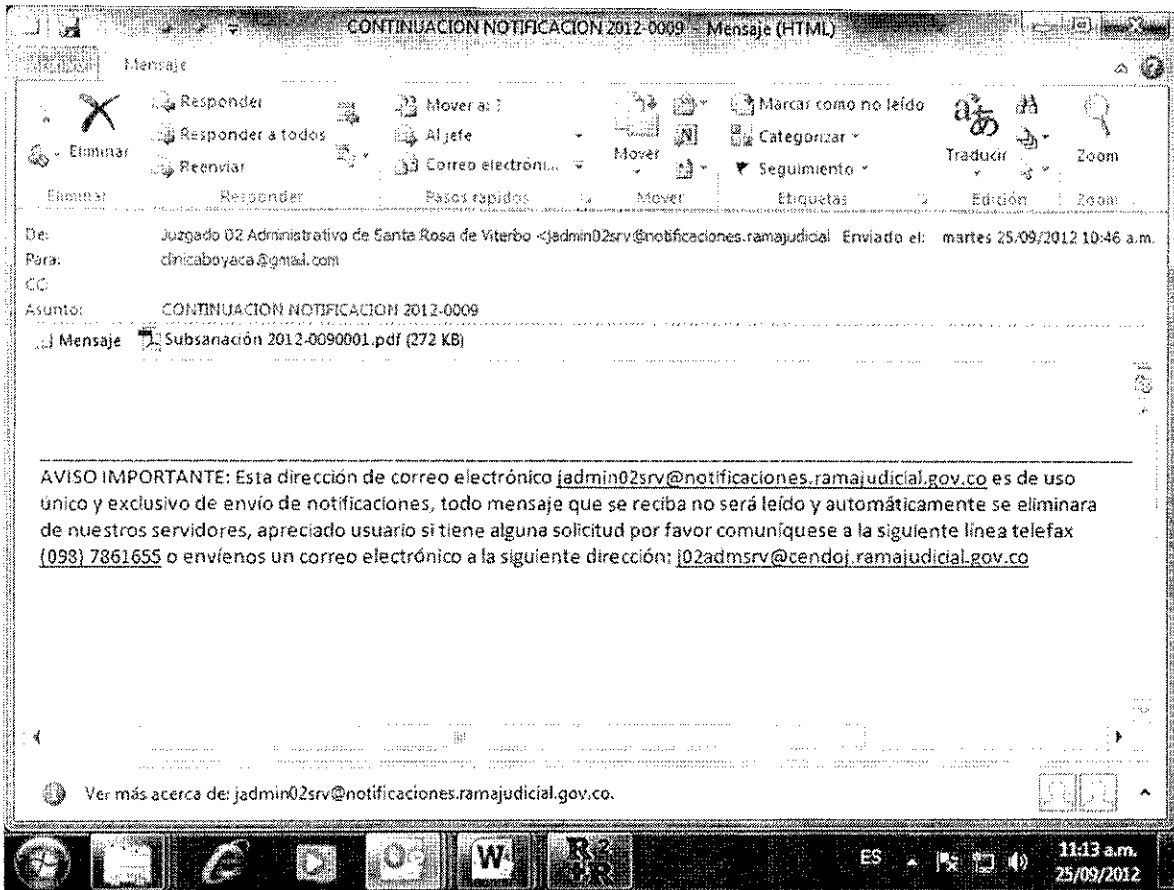 CONTINUACION NOTIFICACION 2012-0009 - Mensaje (HTML)
Mensaje
Responder
Responder a todos
Reenviar
Eliminar
Mover a: ?
Al jefe
Correo electróni...
Mover
Marcar como no leído
Categorizar
Seguimiento
Traducir
Zoom
Eliminar
Responder
Pasos rápidos
Mover
Etiquetas
Edición
Zoom
De: Juzgado 02 Administrativo de Santa Rosa de Viterbo <jadmin02srv@notificaciones.ramajudicial Enviado el: martes 25/09/2012 10:46 a.m.
Para: clinicaboyaca@gmail.com
CC:
Asunto: CONTINUACION NOTIFICACION 2012-0009
Mensaje Subsanación 2012-0090001.pdf (272 KB)
AVISO IMPORTANTE: Esta dirección de correo electrónico jadmin02srv@notificaciones.ramajudicial.gov.co es de uso
único y exclusivo de envío de notificaciones, todo mensaje que se reciba no será leído y automáticamente se eliminara
de nuestros servidores, apreciado usuario si tiene alguna solicitud por favor comuníquese a la siguiente línea telefax
(098) 7861655 o envíenos un correo electrónico a la siguiente dirección: j02admsrv@cendoj.ramajudicial.gov.co
Ver más acerca de: jadmin02srv@notificaciones.ramajudicial.gov.co.
ES
11:13 a.m.
25/09/2012